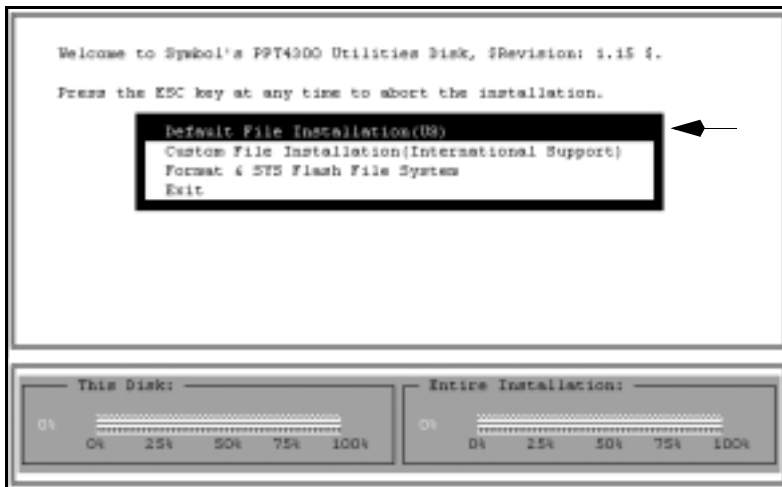 Welcome to Symbol's PPT4300 Utilities Disk, $Revision: 1.15 $.
Press the ESC key at any time to abort the installation.
Default File Installation(US)
Custom File Installation(International Support)
Format & SYS Flash File System
Exit
This Disk:
0%
0% 25% 50% 75% 100%
Entire Installation:
0%
0% 25% 50% 75% 100%